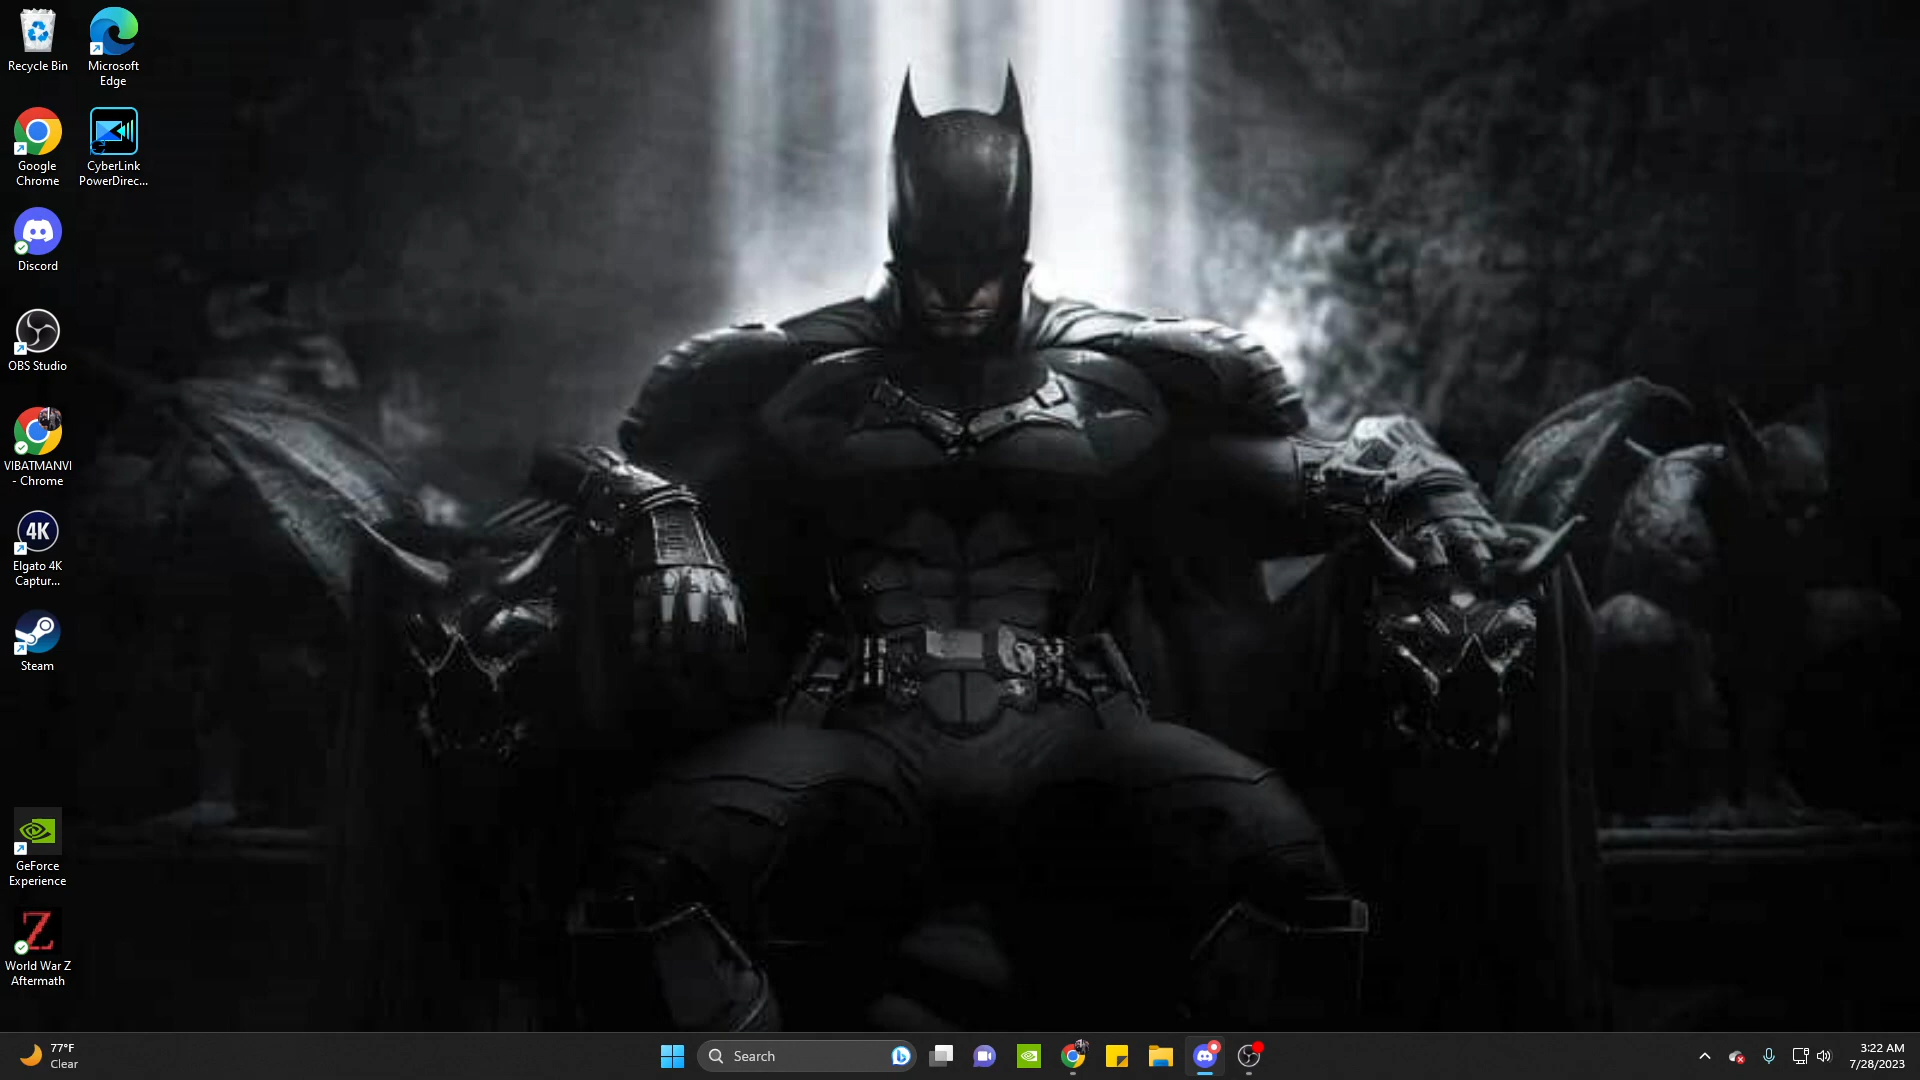 Recycle Bin
Microsoft
Edge
Google
Chrome
CyberLink
PowerDirec...
Discord
OBS Studio
VIBATMANVI
- Chrome
4K
Elgato 4K
Captur...
Steam
GeForce
Experience
Z
World War Z
Aftermath
77°F
Clear
Search
3:22 AM
7/28/2023